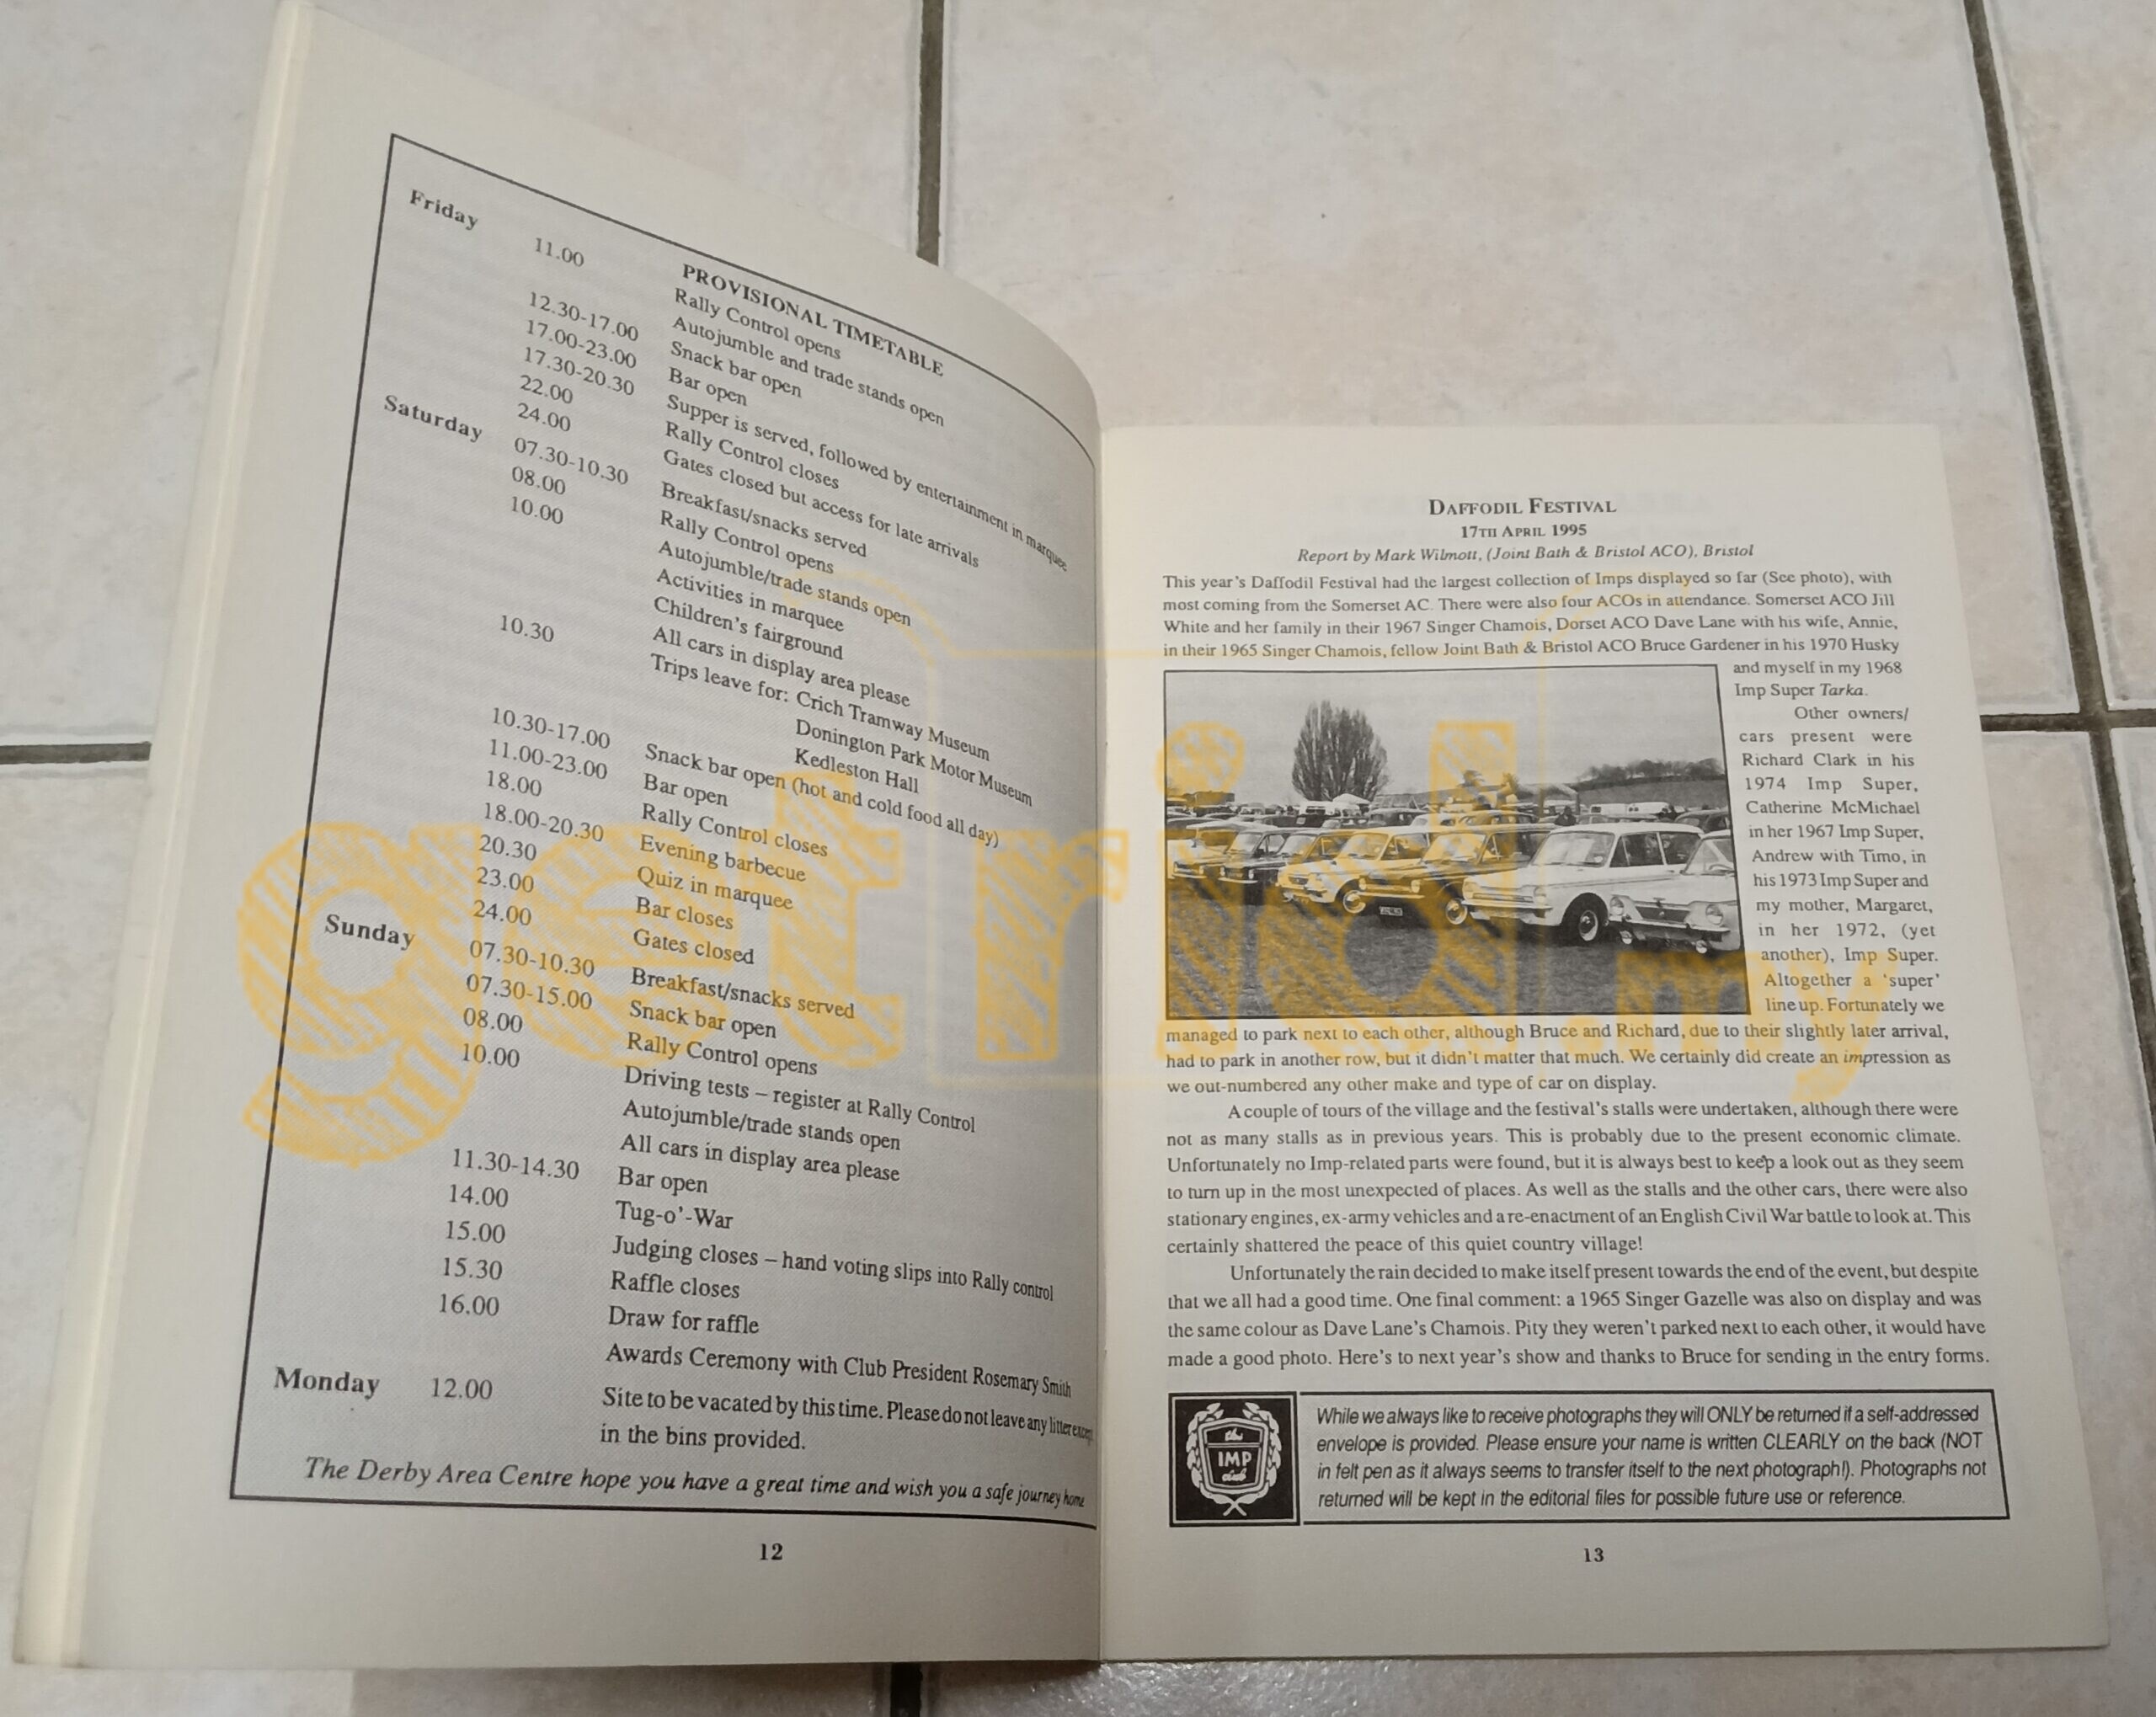 PROVISIONAL TIMETABLE
Friday
11.00 Rally Control opens
Autojumble and trade stands open
12.30-17.00 Snack bar open
17.00-23.00 Bar open
17.30-20.30 Supper is served, followed by entertainment in marquee
22.00 Rally Control closes
24.00 Gates closed but access for late arrivals
Saturday 07.30-10.30 Breakfast/snacks served
08.00 Rally Control opens
10.00 Autojumble/trade stands open
Activities in marquee
Children's fairground
All cars in display area please
10.30 Trips leave for: Crich Tramway Museum
Donington Park Motor Museum
Kedleston Hall
10.30-17.00 Snack bar open (hot and cold food all day)
11.00-23.00 Bar open
18.00 Rally Control closes
18.00-20.30 Evening barbecue
20.30 Quiz in marquee
23.00 Bar closes
24.00 Gates closed
Sunday 07.30-10.30 Breakfast/snacks served
07.30-15.00 Snack bar open
08.00 Rally Control opens
10.00 Driving tests – register at Rally Control
Autojumble/trade stands open
All cars in display area please
11.30-14.30 Bar open
14.00 Tug-o'-War
15.00 Judging closes – hand voting slips into Rally control
15.30 Raffle closes
16.00 Draw for raffle
Awards Ceremony with Club President Rosemary Smith
Monday 12.00 Site to be vacated by this time. Please do not leave any litter except
in the bins provided.
The Derby Area Centre hope you have a great time and wish you a safe journey home
12
DAFFODIL FESTIVAL
17TH APRIL 1995
Report by Mark Wilmott, (Joint Bath & Bristol ACO), Bristol
This year's Daffodil Festival had the largest collection of Imps displayed so far (See photo), with
most coming from the Somerset AC. There were also four ACOs in attendance. Somerset ACO Jill
White and her family in their 1967 Singer Chamois, Dorset ACO Dave Lane with his wife, Annie,
in their 1965 Singer Chamois, fellow Joint Bath & Bristol ACO Bruce Gardener in his 1970 Husky
and myself in my 1968
Imp Super Tarka.
Other owners/
cars present were
Richard Clark in his
1974 Imp Super,
Catherine McMichael
in her 1967 Imp Super,
Andrew with Timo, in
his 1973 Imp Super and
my mother, Margaret,
in her 1972, (yet
another), Imp Super.
Altogether a 'super'
line up. Fortunately we
managed to park next to each other, although Bruce and Richard, due to their slightly later arrival,
had to park in another row, but it didn't matter that much. We certainly did create an impression as
we out-numbered any other make and type of car on display.
A couple of tours of the village and the festival's stalls were undertaken, although there were
not as many stalls as in previous years. This is probably due to the present economic climate.
Unfortunately no Imp-related parts were found, but it is always best to keep a look out as they seem
to turn up in the most unexpected of places. As well as the stalls and the other cars, there were also
stationary engines, ex-army vehicles and a re-enactment of an English Civil War battle to look at. This
certainly shattered the peace of this quiet country village!
Unfortunately the rain decided to make itself present towards the end of the event, but despite
that we all had a good time. One final comment: a 1965 Singer Gazelle was also on display and was
the same colour as Dave Lane's Chamois. Pity they weren't parked next to each other, it would have
made a good photo. Here's to next year's show and thanks to Bruce for sending in the entry forms.
the
IMP
club
While we always like to receive photographs they will ONLY be returned if a self-addressed
envelope is provided. Please ensure your name is written CLEARLY on the back (NOT
in felt pen as it always seems to transfer itself to the next photograph!). Photographs not
returned will be kept in the editorial files for possible future use or reference.
13